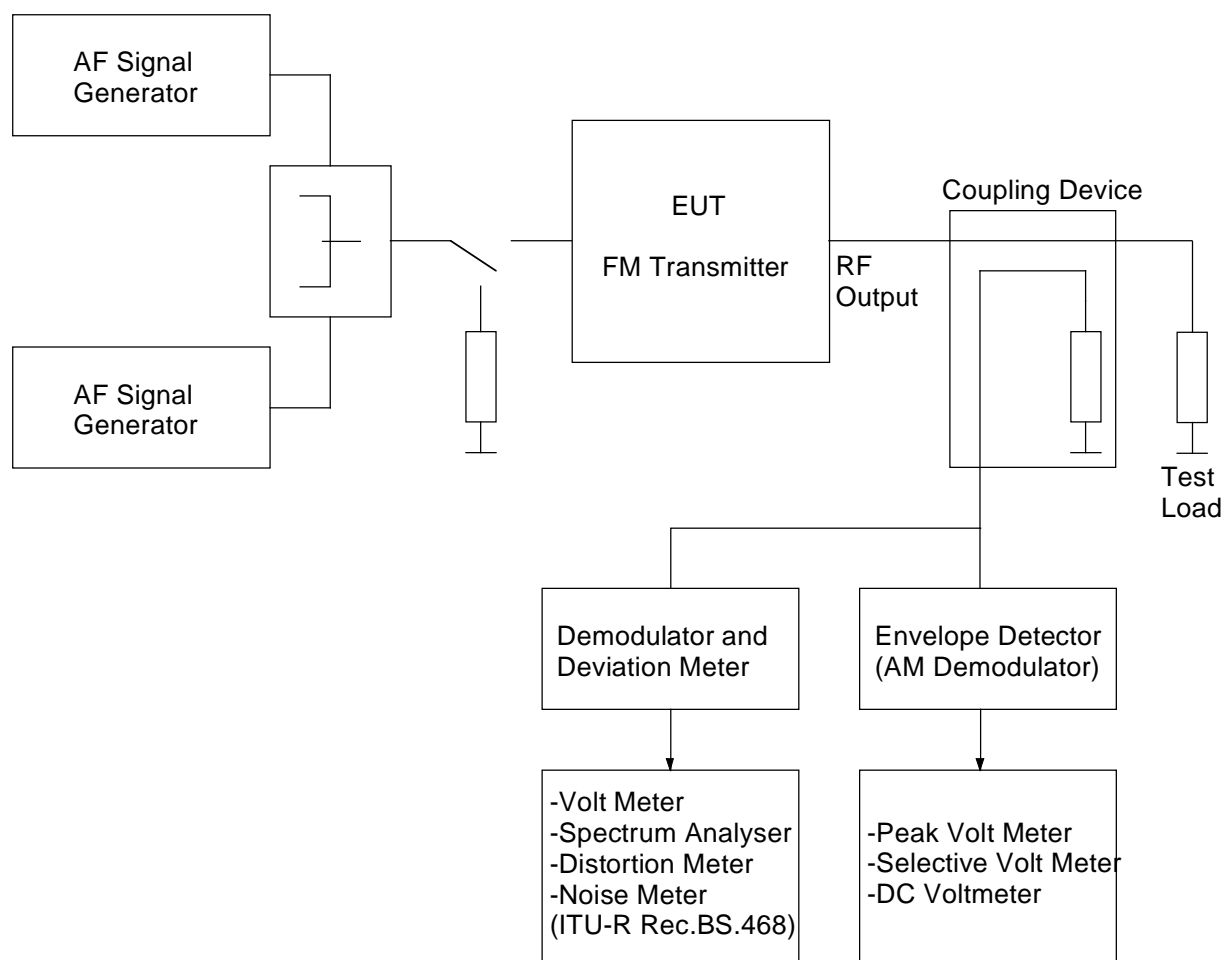 AF Signal
Generator
AF Signal
Generator
EUT
FM Transmitter
RF
Output
Coupling Device
Test
Load
Demodulator and
Deviation Meter
Envelope Detector
(AM Demodulator)
-Volt Meter
-Spectrum Analyser
-Distortion Meter
-Noise Meter
(ITU-R Rec.BS.468)
-Peak Volt Meter
-Selective Volt Meter
-DC Voltmeter